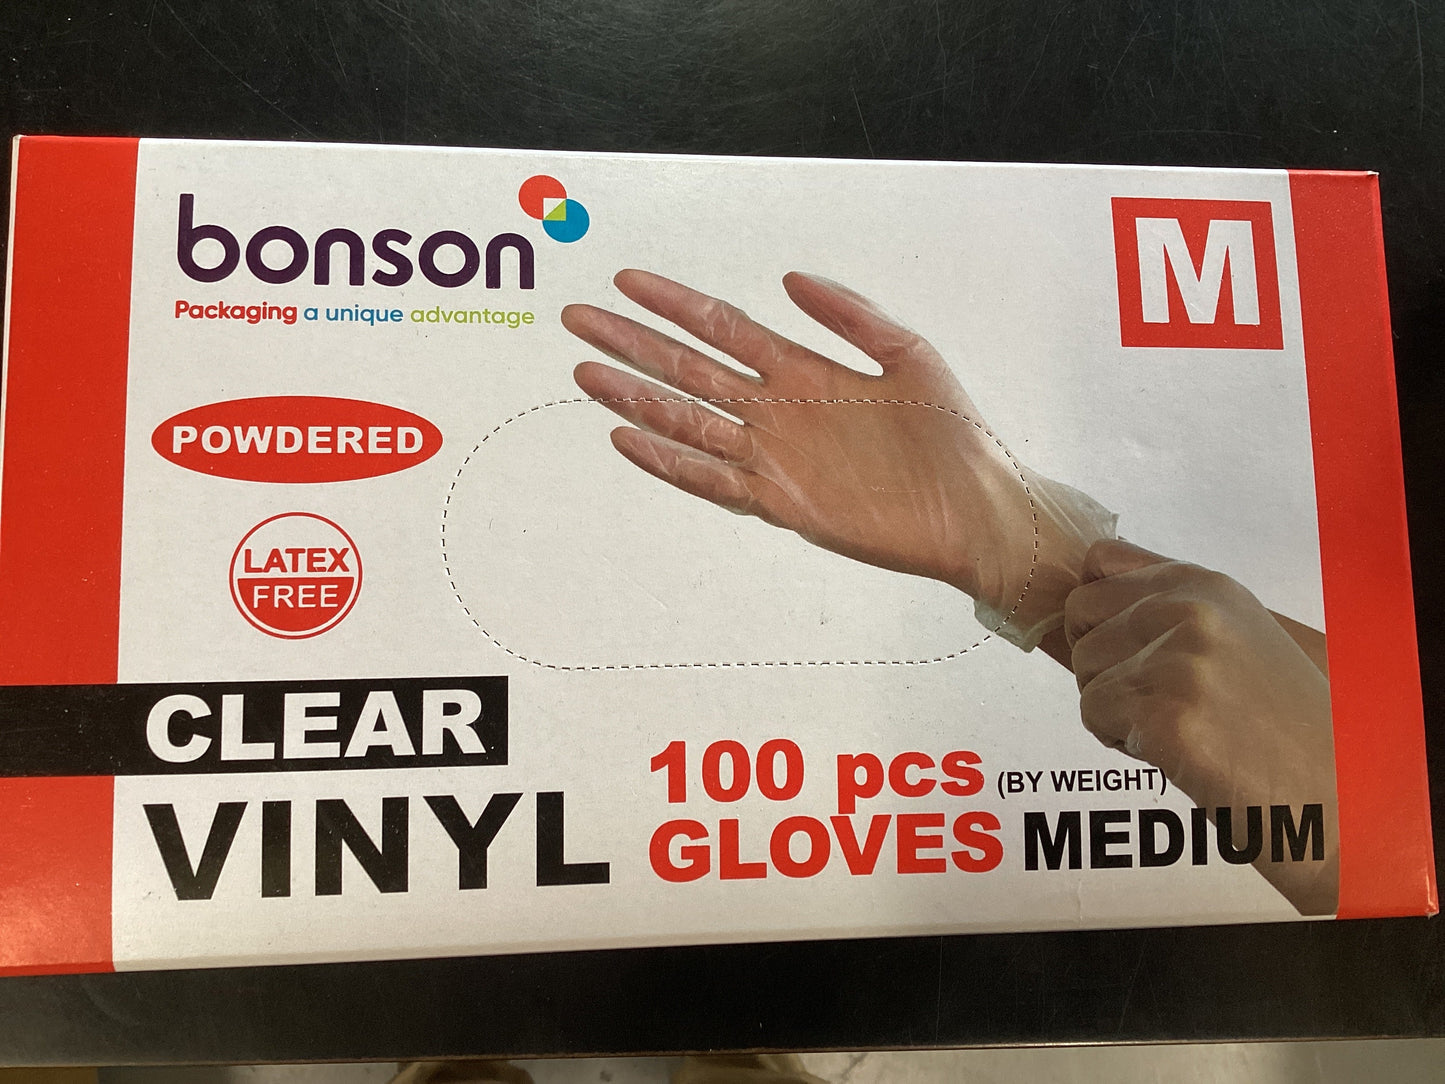 bonson
Packaging a unique advantage
M
POWDERED
LATEX
FREE
CLEAR
VINYL
100 pcs (BY WEIGHT)
GLOVES MEDIUM